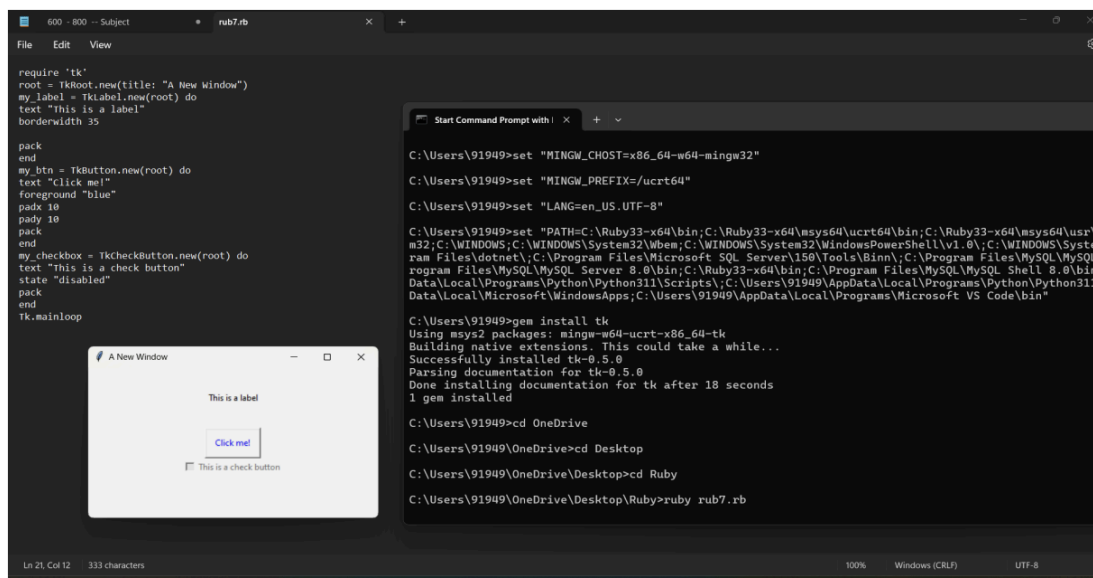 600 - 800 -- Subject
rub7.rb
File Edit View
require 'tk'
root = TkRoot.new(title: "A New Window")
my_label = TkLabel.new(root) do
text "This is a label"
borderwidth 35
pack
end
my_btn = TkButton.new(root) do
text "Click me!"
foreground "blue"
padx 10
pady 10
pack
end
my_checkbox = TkCheckButton.new(root) do
text "This is a check button"
state "disabled"
pack
end
Tk.mainloop
A New Window
This is a label
Click me!
This is a check button
Start Command Prompt with
C:\Users\91949>set "MINGW_CHOST=x86_64-w64-mingw32"
C:\Users\91949>set "MINGW_PREFIX=/ucrt64"
C:\Users\91949>set "LANG=en_US.UTF-8"
C:\Users\91949>set "PATH=C:\Ruby33-x64\bin;C:\Ruby33-x64\msys64\ucrt64\bin;C:\Ruby33-x64\msys64\usr\
m32;C:\WINDOWS;C:\WINDOWS\System32\Wbem;C:\WINDOWS\System32\WindowsPowerShell\v1.0\;C:\WINDOWS\Syste
ram Files\dotnet\;C:\Program Files\Microsoft SQL Server\150\Tools\Binn\;C:\Program Files\MySQL\MySQL
rogram Files\MySQL\MySQL Server 8.0\bin;C:\Ruby33-x64\bin;C:\Program Files\MySQL\MySQL Shell 8.0\bin
Data\Local\Programs\Python\Python311\Scripts\;C:\Users\91949\AppData\Local\Programs\Python\Python311
Data\Local\Microsoft\WindowsApps;C:\Users\91949\AppData\Local\Programs\Microsoft VS Code\bin"
C:\Users\91949>gem install tk
Using msys2 packages: mingw-w64-ucrt-x86_64-tk
Building native extensions. This could take a while...
Successfully installed tk-0.5.0
Parsing documentation for tk-0.5.0
Done installing documentation for tk after 18 seconds
1 gem installed
C:\Users\91949>cd OneDrive
C:\Users\91949\OneDrive>cd Desktop
C:\Users\91949\OneDrive\Desktop>cd Ruby
C:\Users\91949\OneDrive\Desktop\Ruby>ruby rub7.rb
Ln 21, Col 12 333 characters 100% Windows (CRLF) UTF-8